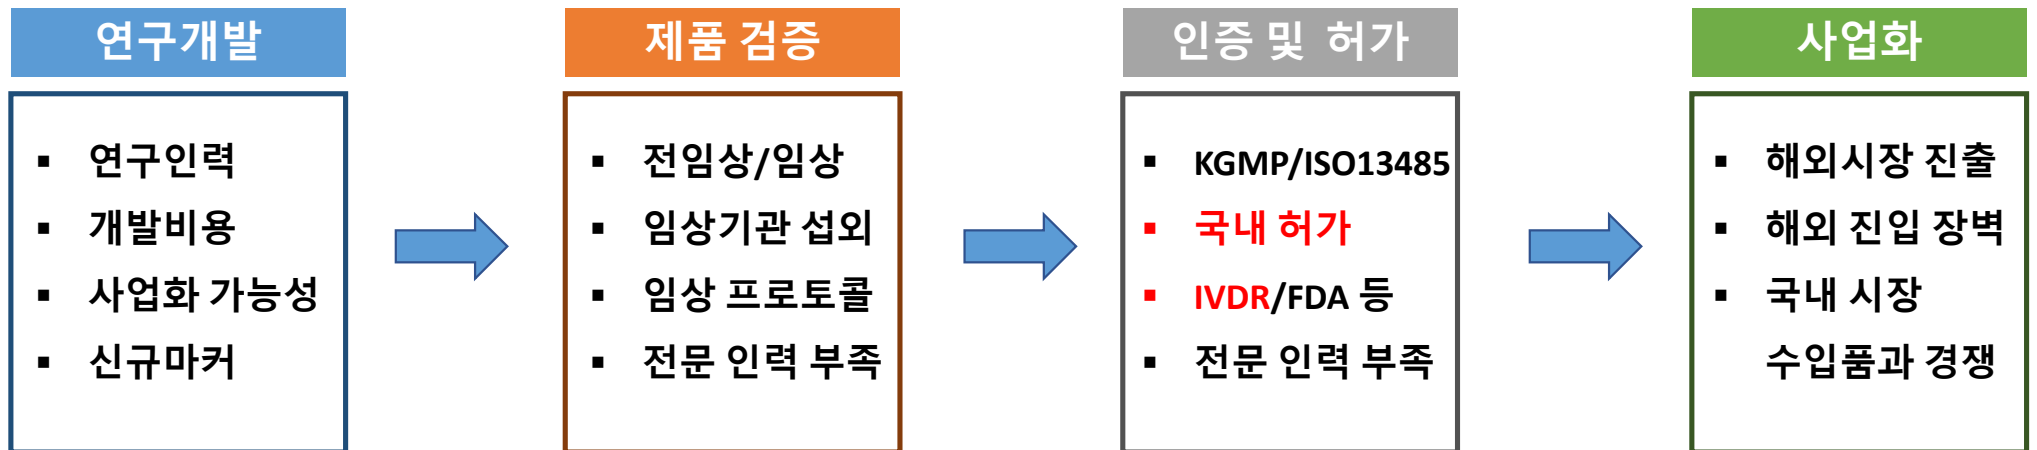 연구개발
▪ 연구인력
▪ 개발비용
▪ 사업화 가능성
▪ 신규마커
제품 검증
▪ 전임상/임상
▪ 임상기관 섭외
▪ 임상 프로토콜
▪ 전문 인력 부족
인증 및 허가
▪ KGMP/ISO13485
▪ 국내 허가
▪ IVDR/FDA 등
▪ 전문 인력 부족
사업화
▪ 해외시장 진출
▪ 해외 진입 장벽
▪ 국내 시장
수입품과 경쟁